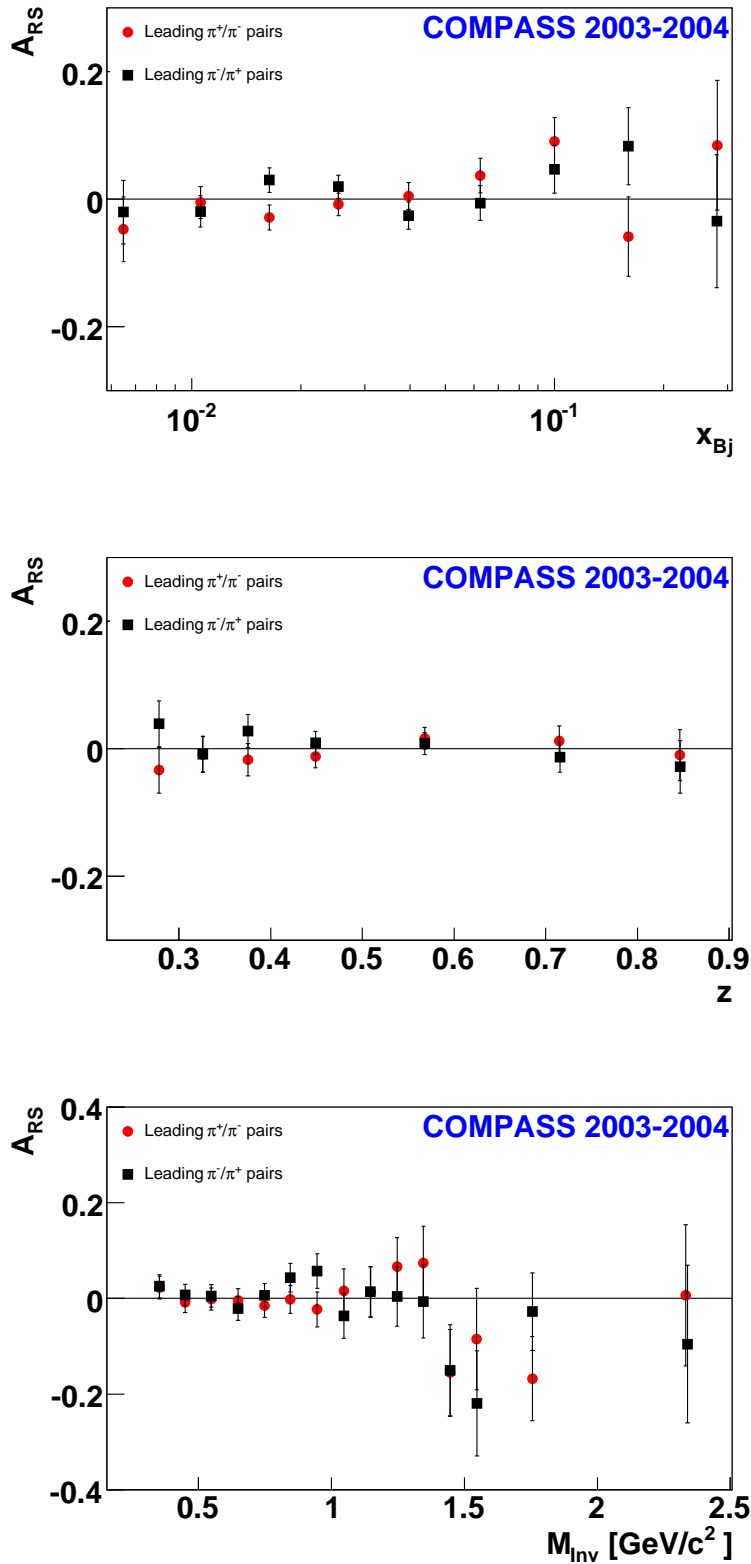 A_RS
COMPASS 2003-2004
Leading π⁺/π⁻ pairs
Leading π⁻/π⁺ pairs
0.2
0
-0.2
10⁻² 10⁻¹
x_Bj
A_RS
COMPASS 2003-2004
Leading π⁺/π⁻ pairs
Leading π⁻/π⁺ pairs
0.2
0
-0.2
0.3 0.4 0.5 0.6 0.7 0.8 0.9
z
A_RS
0.4
COMPASS 2003-2004
Leading π⁺/π⁻ pairs
Leading π⁻/π⁺ pairs
0.2
0
-0.2
-0.4
0.5 1 1.5 2 2.5
M_Inv [GeV/c²]